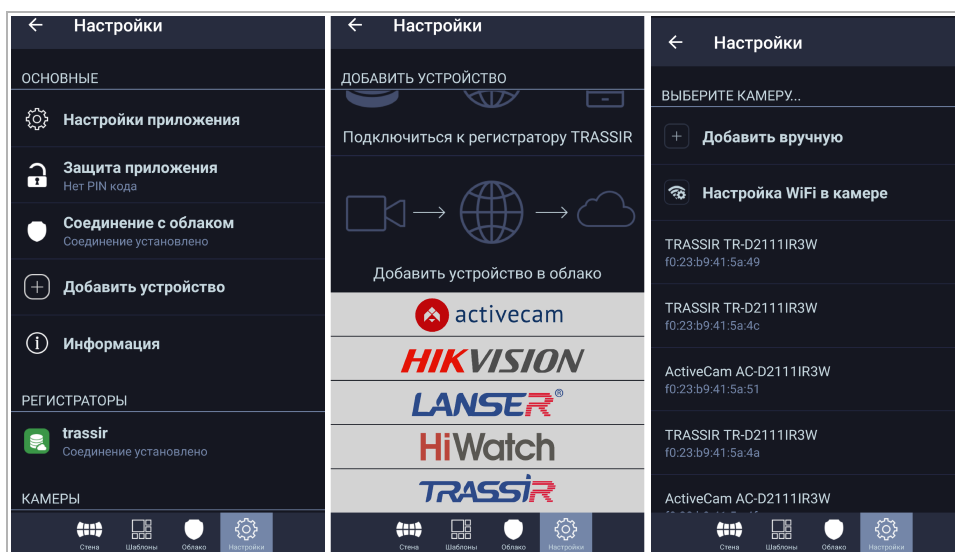 Настройки
ОСНОВНЫЕ
Настройки приложения
Защита приложения
Нет PIN кода
Соединение с облаком
Соединение установлено
Добавить устройство
Информация
РЕГИСТРАТОРЫ
trassir
Соединение установлено
КАМЕРЫ
Стена Шаблоны Облако Настройки
Настройки
ДОБАВИТЬ УСТРОЙСТВО
Подключиться к регистратору TRASSIR
Добавить устройство в облако
activecam
HIKVISION
LANSER®
HiWatch
TRASSIR
Стена Шаблоны Облако Настройки
Настройки
ВЫБЕРИТЕ КАМЕРУ...
Добавить вручную
Настройка WiFi в камере
TRASSIR TR-D2111IR3W
f0:23:b9:41:5a:49
TRASSIR TR-D2111IR3W
f0:23:b9:41:5a:4c
ActiveCam AC-D2111IR3W
f0:23:b9:41:5a:51
TRASSIR TR-D2111IR3W
f0:23:b9:41:5a:4a
ActiveCam AC-D2111IR3W
Стена Шаблоны Облако Настройки